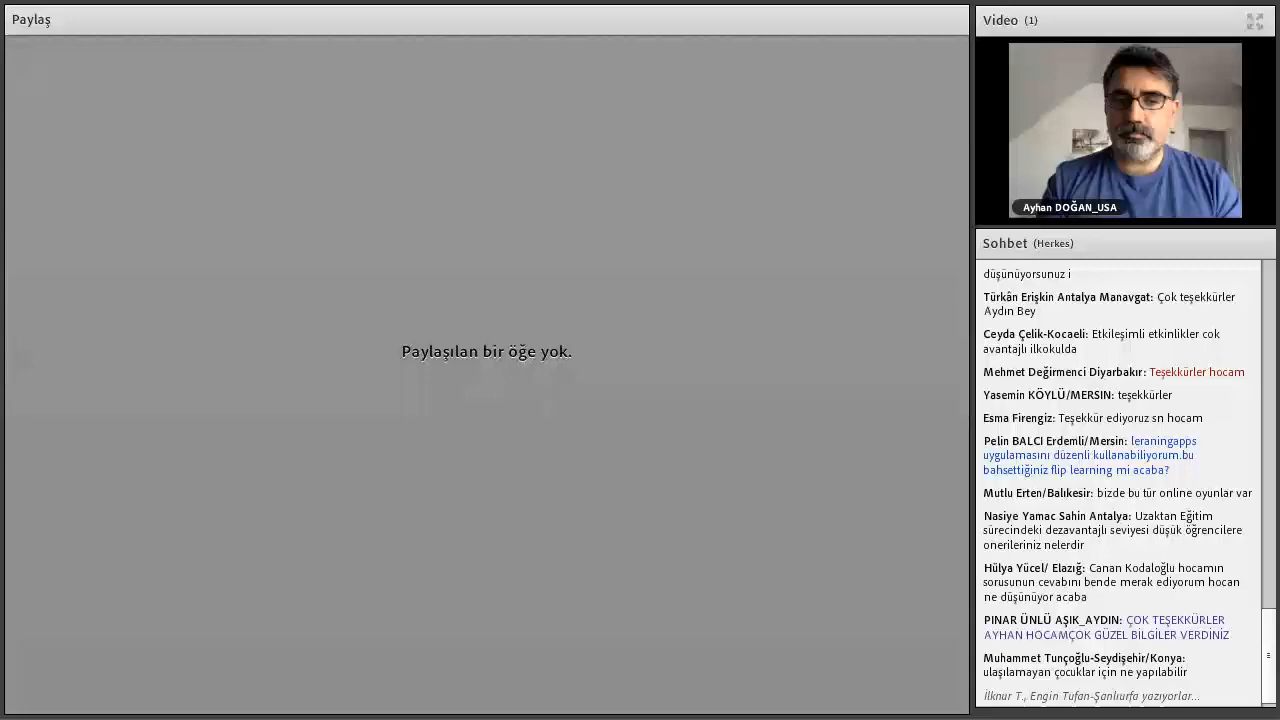 Paylaş
Paylaşılan bir öğe yok.
Video (1)
Ayhan DOĞAN_USA
Sohbet (Herkes)
düşünüyorsunuz i
Türkân Erişkin Antalya Manavgat: Çok teşekkürler
Aydın Bey
Ceyda Çelik-Kocaeli: Etkileşimli etkinlikler cok
avantajlı ilkokulda
Mehmet Değirmenci Diyarbakır: Teşekkürler hocam
Yasemin KÖYLÜ/MERSIN: teşekkürler
Esma Firengiz: Teşekkür ediyoruz sn hocam
Pelin BALCI Erdemli/Mersin: leraningapps
uygulamasını düzenli kullanabiliyorum.bu
bahsettiğiniz flip learning mi acaba?
Mutlu Erten/Balıkesir: bizde bu tür online oyunlar var
Nasiye Yamac Sahin Antalya: Uzaktan Eğitim
sürecindeki dezavantajlı seviyesi düşük öğrencilere
onerileriniz nelerdir
Hülya Yücel/ Elazığ: Canan Kodaloğlu hocamın
sorusunun cevabını bende merak ediyorum hocan
ne düşünüyor acaba
PINAR ÜNLÜ AŞIK_AYDIN: ÇOK TEŞEKKÜRLER
AYHAN HOCAMÇOK GÜZEL BİLGİLER VERDİNİZ
Muhammet Tunçoğlu-Seydişehir/Konya:
ulaşılamayan çocuklar için ne yapılabilir
İlknur T., Engin Tüfan-Şanlıurfa yazıyorlar...